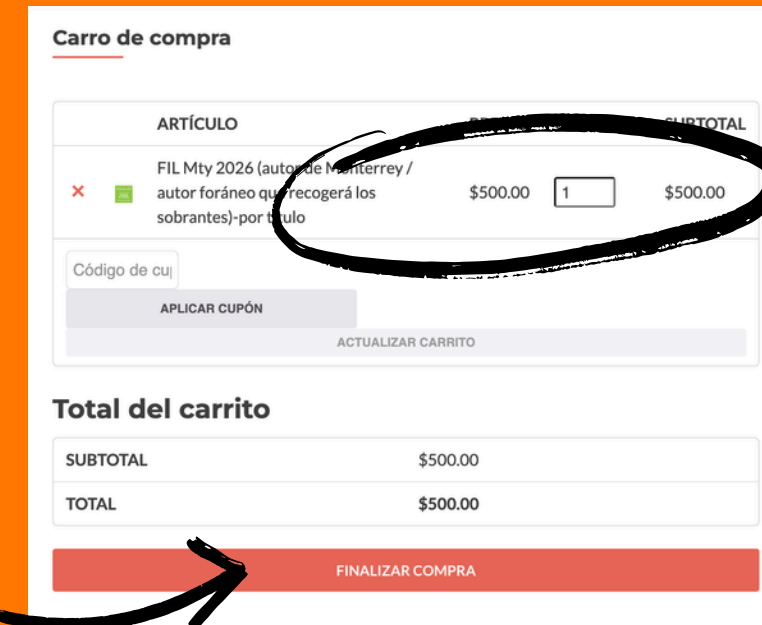 Carro de compra
ARTÍCULO SUBTOTAL
FIL Mty 2026 (autor de Monterrey /
autor foráneo que recogerá los
sobrantes)-por título
$500.00 1 $500.00
Código de cu
APLICAR CUPÓN
ACTUALIZAR CARRITO
Total del carrito
SUBTOTAL $500.00
TOTAL $500.00
FINALIZAR COMPRA